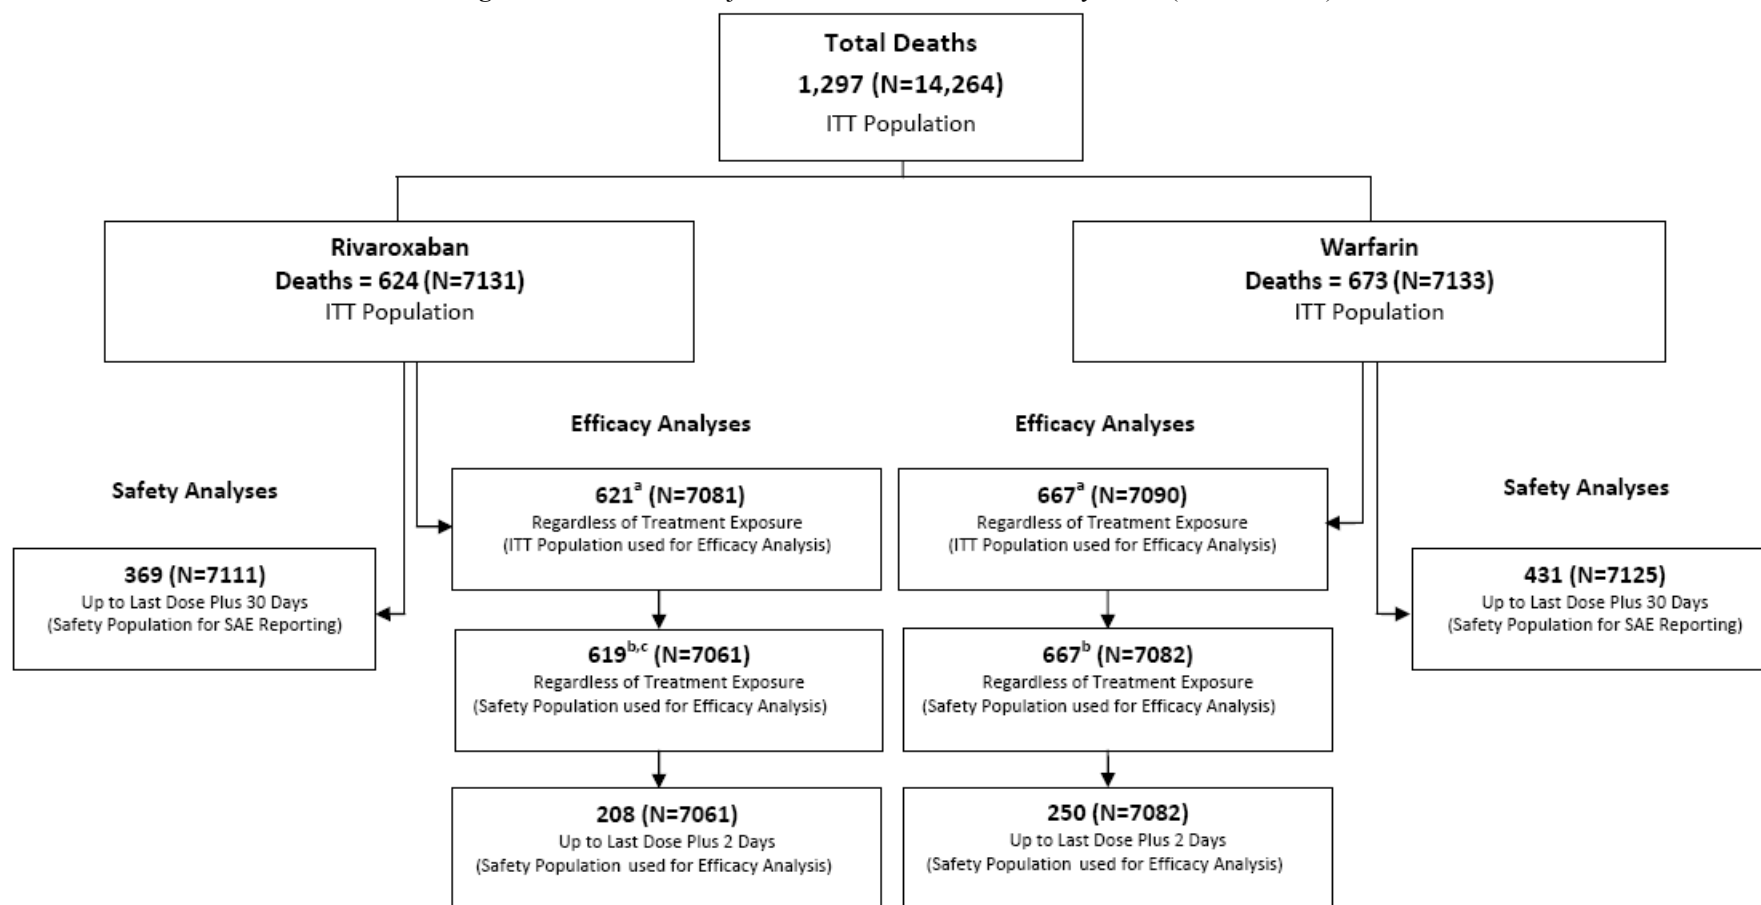 Total Deaths
1,297 (N=14,264)
ITT Population
Rivaroxaban
Deaths = 624 (N=7131)
ITT Population
Warfarin
Deaths = 673 (N=7133)
ITT Population
Efficacy Analyses
Efficacy Analyses
Safety Analyses
Safety Analyses
621a (N=7081)
Regardless of Treatment Exposure
(ITT Population used for Efficacy Analysis)
667a (N=7090)
Regardless of Treatment Exposure
(ITT Population used for Efficacy Analysis)
369 (N=7111)
Up to Last Dose Plus 30 Days
(Safety Population for SAE Reporting)
431 (N=7125)
Up to Last Dose Plus 30 Days
(Safety Population for SAE Reporting)
619b,c (N=7061)
Regardless of Treatment Exposure
(Safety Population used for Efficacy Analysis)
667b (N=7082)
Regardless of Treatment Exposure
(Safety Population used for Efficacy Analysis)
208 (N=7061)
Up to Last Dose Plus 2 Days
(Safety Population used for Efficacy Analysis)
250 (N=7082)
Up to Last Dose Plus 2 Days
(Safety Population used for Efficacy Analysis)